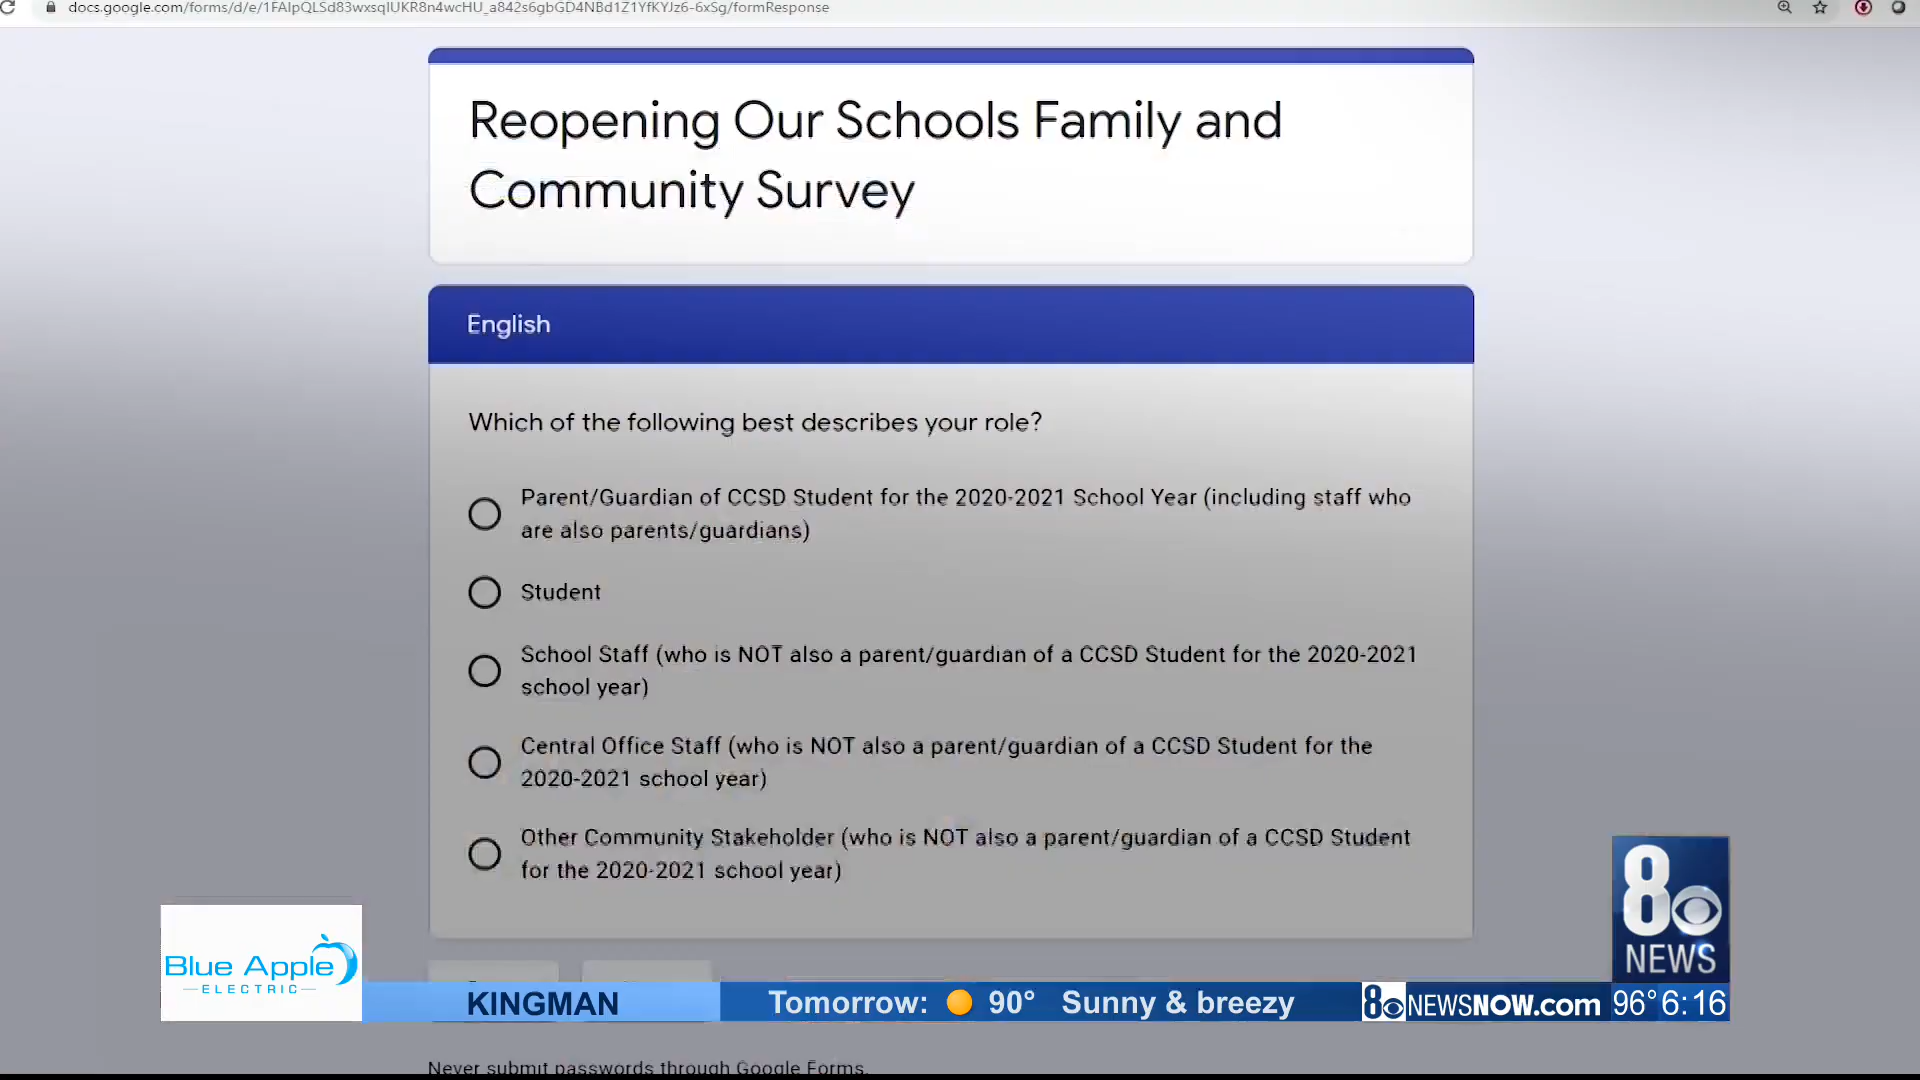 docs.google.com/forms/d/e/1FAIpQLSd83wxsqIUKR8n4wcHU_a842s6gbGD4NBd1Z1YfKYJz6-6xSg/formResponse
Reopening Our Schools Family and
Community Survey
English
Which of the following best describes your role?
Parent/Guardian of CCSD Student for the 2020-2021 School Year (including staff who
are also parents/guardians)
Student
School Staff (who is NOT also a parent/guardian of a CCSD Student for the 2020-2021
school year)
Central Office Staff (who is NOT also a parent/guardian of a CCSD Student for the
2020-2021 school year)
Other Community Stakeholder (who is NOT also a parent/guardian of a CCSD Student
for the 2020-2021 school year)
8
NEWS
Blue Apple
ELECTRIC
KINGMAN Tomorrow: 90° Sunny & breezy 8NEWSNOW.com 96° 6:16
Never submit passwords through Google Forms.